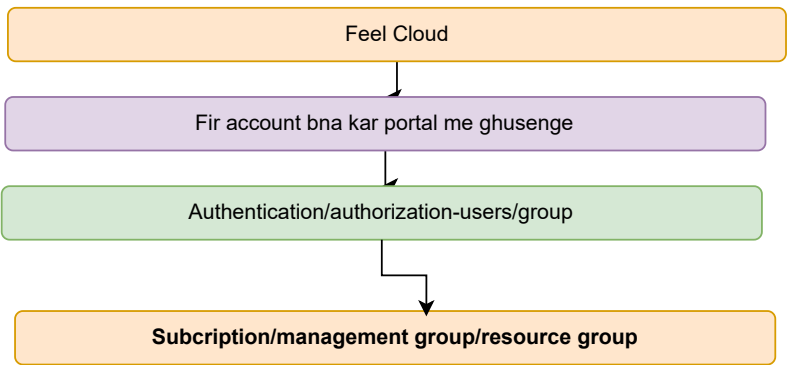 Feel Cloud
Fir account bna kar portal me ghusenge
Authentication/authorization-users/group
Subcription/management group/resource group